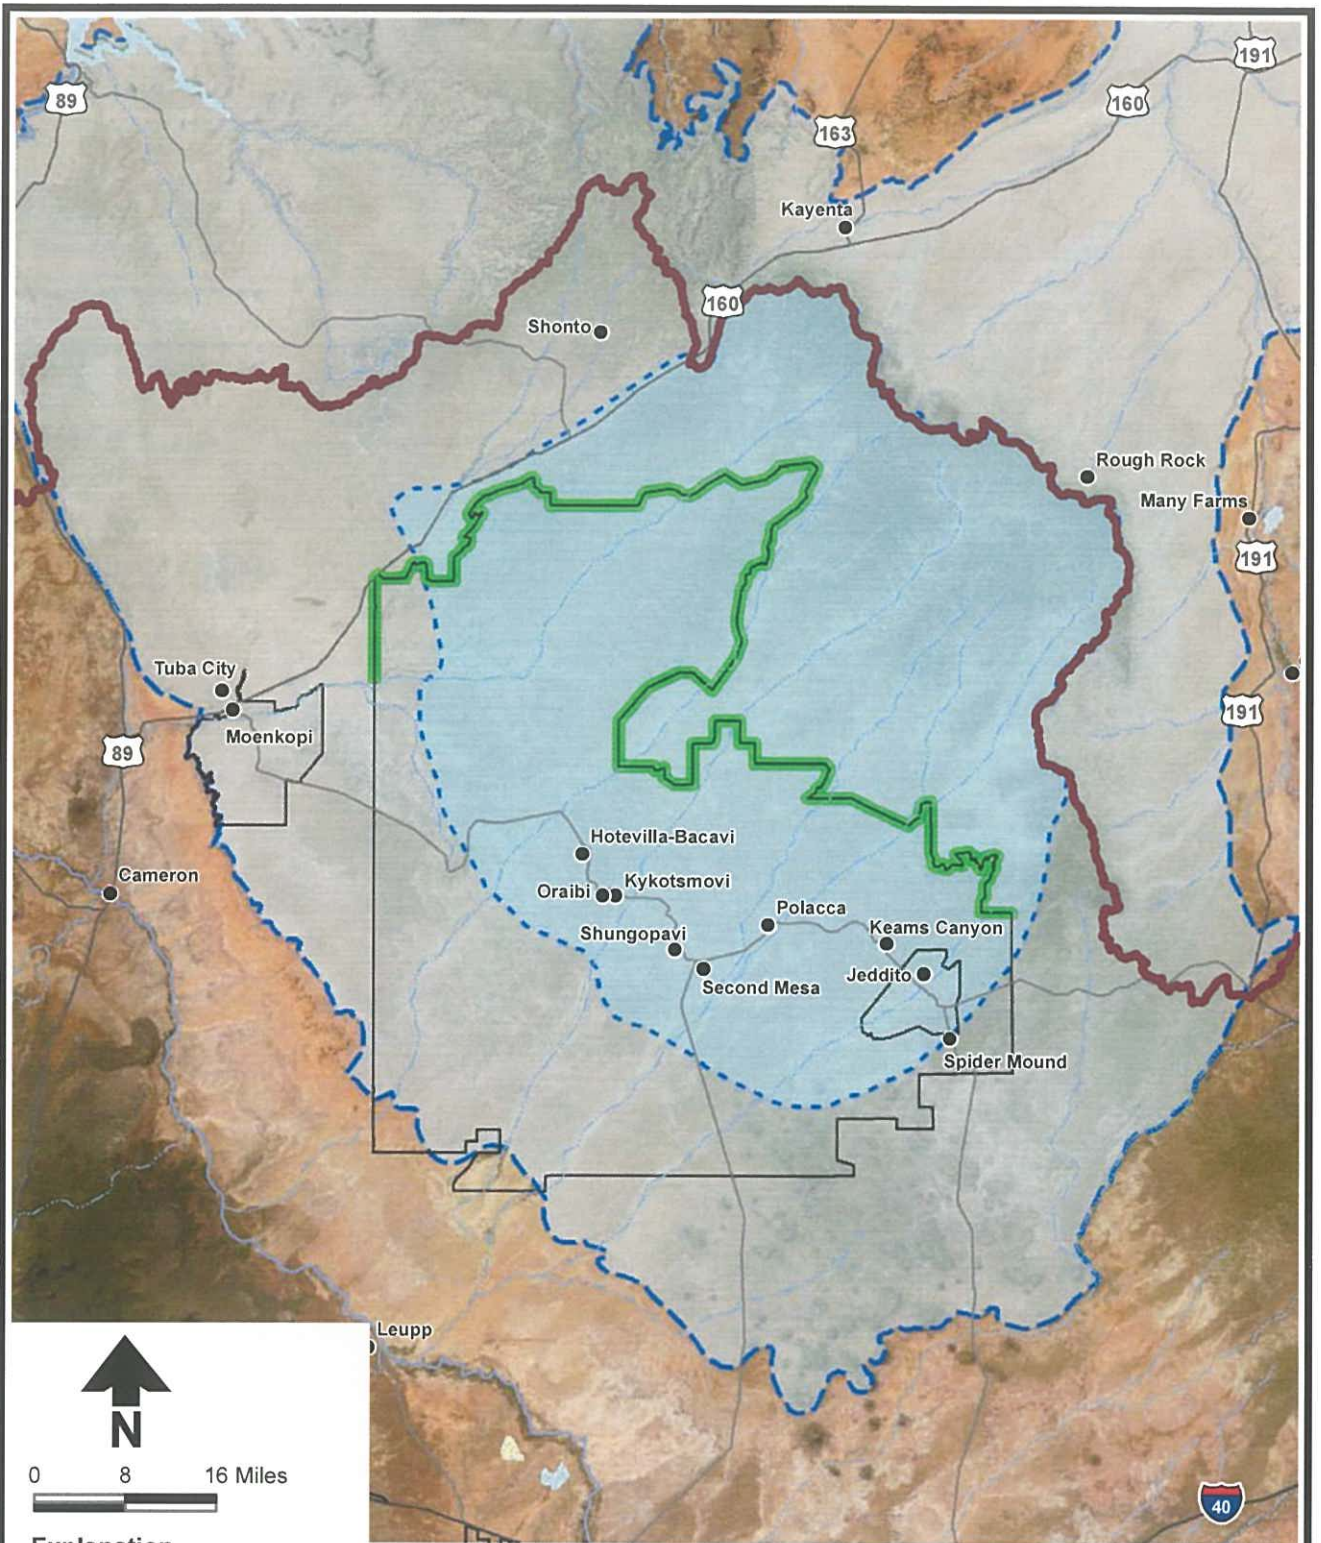 191
89
160
163
Kayenta
160
Shonto
Rough Rock
Many Farms
191
Tuba City
191
Moenkopi
89
Hotevilla-Bacavi
Cameron
Oraibi
Kykotsmovi
Polacca
Shungopavi
Keams Canyon
Jeddito
Second Mesa
Spider Mound
Leupp
N
0 8 16 Miles
40